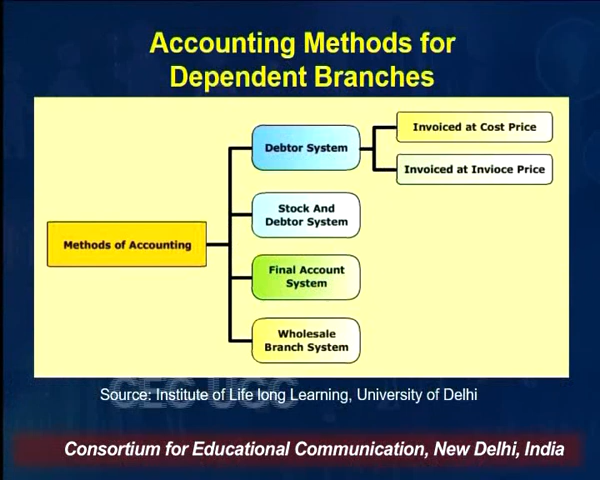 Accounting Methods for
Dependent Branches
Debtor System
Invoiced at Cost Price
Invoiced at Invioce Price
Stock And
Debtor System
Methods of Accounting
Final Account
System
Wholesale
Branch System
CEC UGC
Source: Institute of Life long Learning, University of Delhi
Consortium for Educational Communication, New Delhi, India